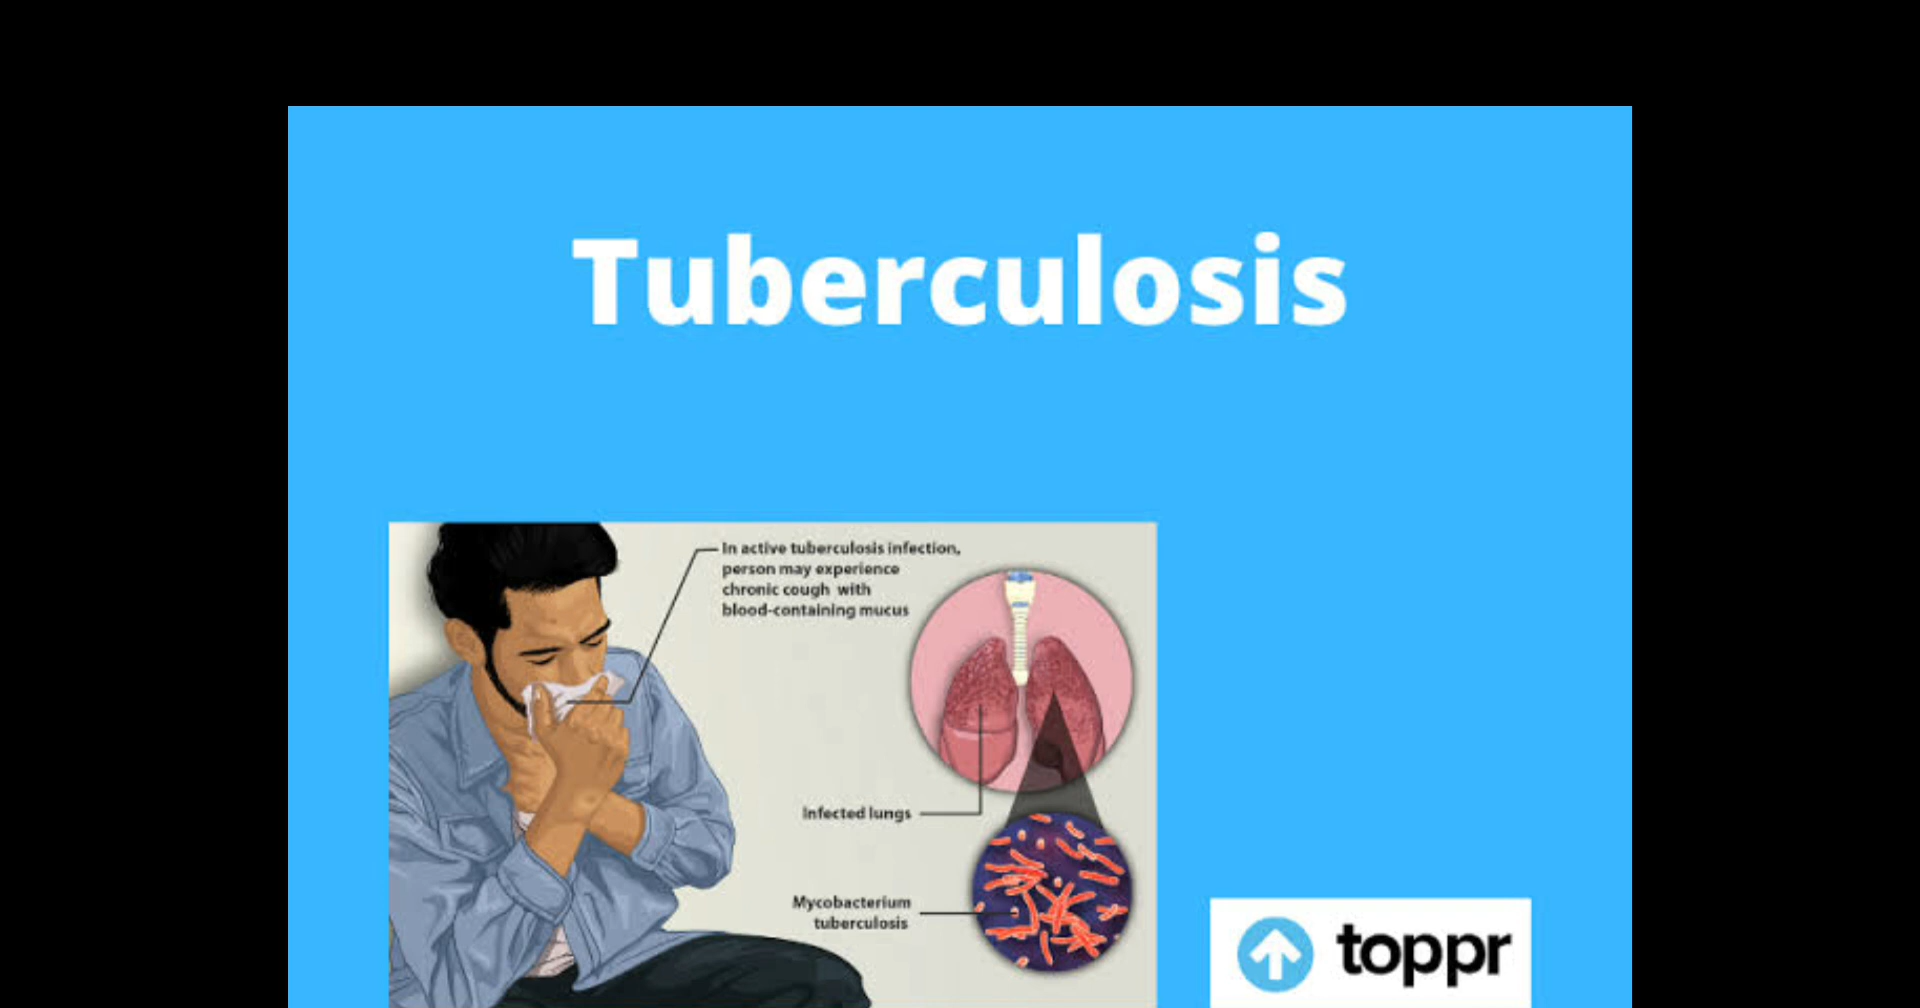 Tuberculosis
In active tuberculosis infection,
person may experience
chronic cough with
blood-containing mucus
Infected lungs
Mycobacterium
tuberculosis
toppr